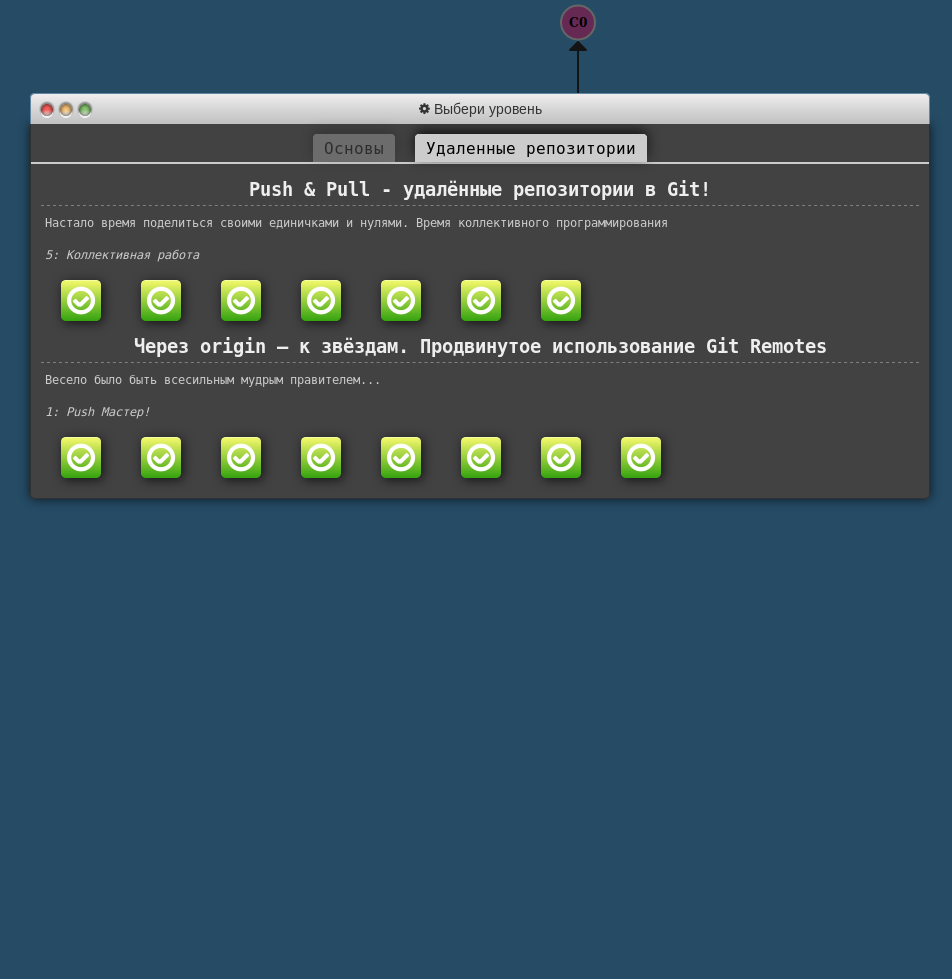 C0
Выбери уровень
Основы
Удаленные репозитории
Push & Pull - удалённые репозитории в Git!
Настало время поделиться своими единичками и нулями. Время коллективного программирования
5: Коллективная работа
Через origin – к звёздам. Продвинутое использование Git Remotes
Весело было быть всесильным мудрым правителем...
1: Push Мастер!